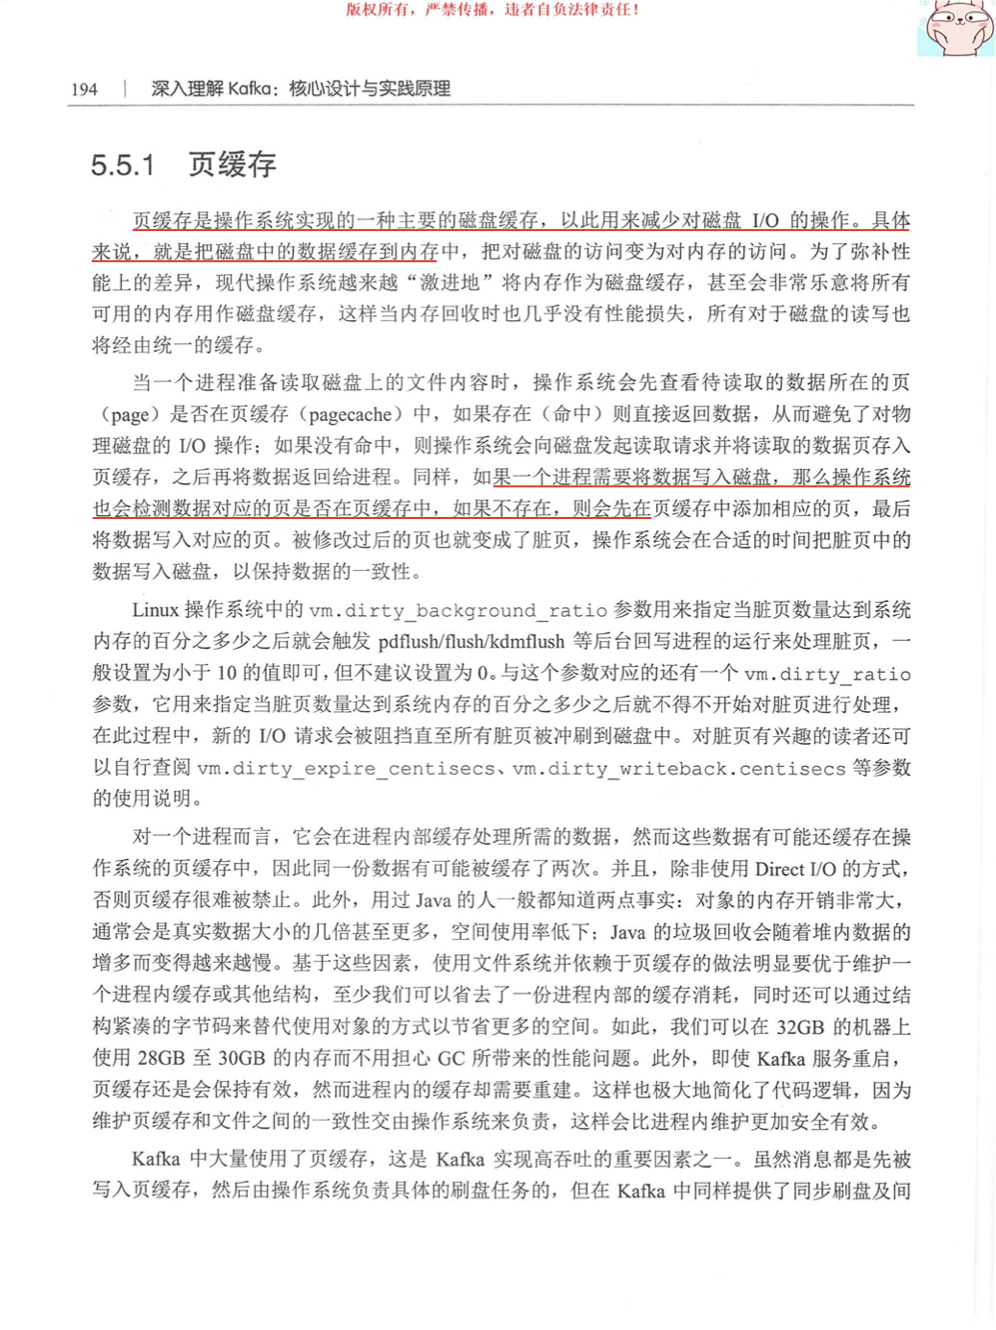 版权所有，严禁传播，违者自负法律责任！
194 ｜ 深入理解 Kafka：核心设计与实践原理
5.5.1 页缓存
页缓存是操作系统实现的一种主要的磁盘缓存，以此用来减少对磁盘 I/O 的操作。具体
来说，就是把磁盘中的数据缓存到内存中，把对磁盘的访问变为对内存的访问。为了弥补性
能上的差异，现代操作系统越来越“激进地”将内存作为磁盘缓存，甚至会非常乐意将所有
可用的内存用作磁盘缓存，这样当内存回收时也几乎没有性能损失，所有对于磁盘的读写也
将经由统一的缓存。
当一个进程准备读取磁盘上的文件内容时，操作系统会先查看待读取的数据所在的页
（page）是否在页缓存（pagecache）中，如果存在（命中）则直接返回数据，从而避免了对物
理磁盘的 I/O 操作；如果没有命中，则操作系统会向磁盘发起读取请求并将读取的数据页存入
页缓存，之后再将数据返回给进程。同样，如果一个进程需要将数据写入磁盘，那么操作系统
也会检测数据对应的页是否在页缓存中，如果不存在，则会先在页缓存中添加相应的页，最后
将数据写入对应的页。被修改过后的页也就变成了脏页，操作系统会在合适的时间把脏页中的
数据写入磁盘，以保持数据的一致性。
Linux 操作系统中的 vm.dirty_background_ratio 参数用来指定当脏页数量达到系统
内存的百分之多少之后就会触发 pdflush/flush/kdmflush 等后台回写进程的运行来处理脏页，一
般设置为小于 10 的值即可，但不建议设置为 0。与这个参数对应的还有一个 vm.dirty_ratio
参数，它用来指定当脏页数量达到系统内存的百分之多少之后就不得不开始对脏页进行处理，
在此过程中，新的 I/O 请求会被阻挡直至所有脏页被冲刷到磁盘中。对脏页有兴趣的读者还可
以自行查阅 vm.dirty_expire_centisecs、vm.dirty_writeback.centisecs 等参数
的使用说明。
对一个进程而言，它会在进程内部缓存处理所需的数据，然而这些数据有可能还缓存在操
作系统的页缓存中，因此同一份数据有可能被缓存了两次。并且，除非使用 Direct I/O 的方式，
否则页缓存很难被禁止。此外，用过 Java 的人一般都知道两点事实：对象的内存开销非常大，
通常会是真实数据大小的几倍甚至更多，空间使用率低下；Java 的垃圾回收会随着堆内数据的
增多而变得越来越慢。基于这些因素，使用文件系统并依赖于页缓存的做法明显要优于维护一
个进程内缓存或其他结构，至少我们可以省去了一份进程内部的缓存消耗，同时还可以通过结
构紧凑的字节码来替代使用对象的方式以节省更多的空间。如此，我们可以在 32GB 的机器上
使用 28GB 至 30GB 的内存而不用担心 GC 所带来的性能问题。此外，即使 Kafka 服务重启，
页缓存还是会保持有效，然而进程内的缓存却需要重建。这样也极大地简化了代码逻辑，因为
维护页缓存和文件之间的一致性交由操作系统来负责，这样会比进程内维护更加安全有效。
Kafka 中大量使用了页缓存，这是 Kafka 实现高吞吐的重要因素之一。虽然消息都是先被
写入页缓存，然后由操作系统负责具体的刷盘任务的，但在 Kafka 中同样提供了同步刷盘及间